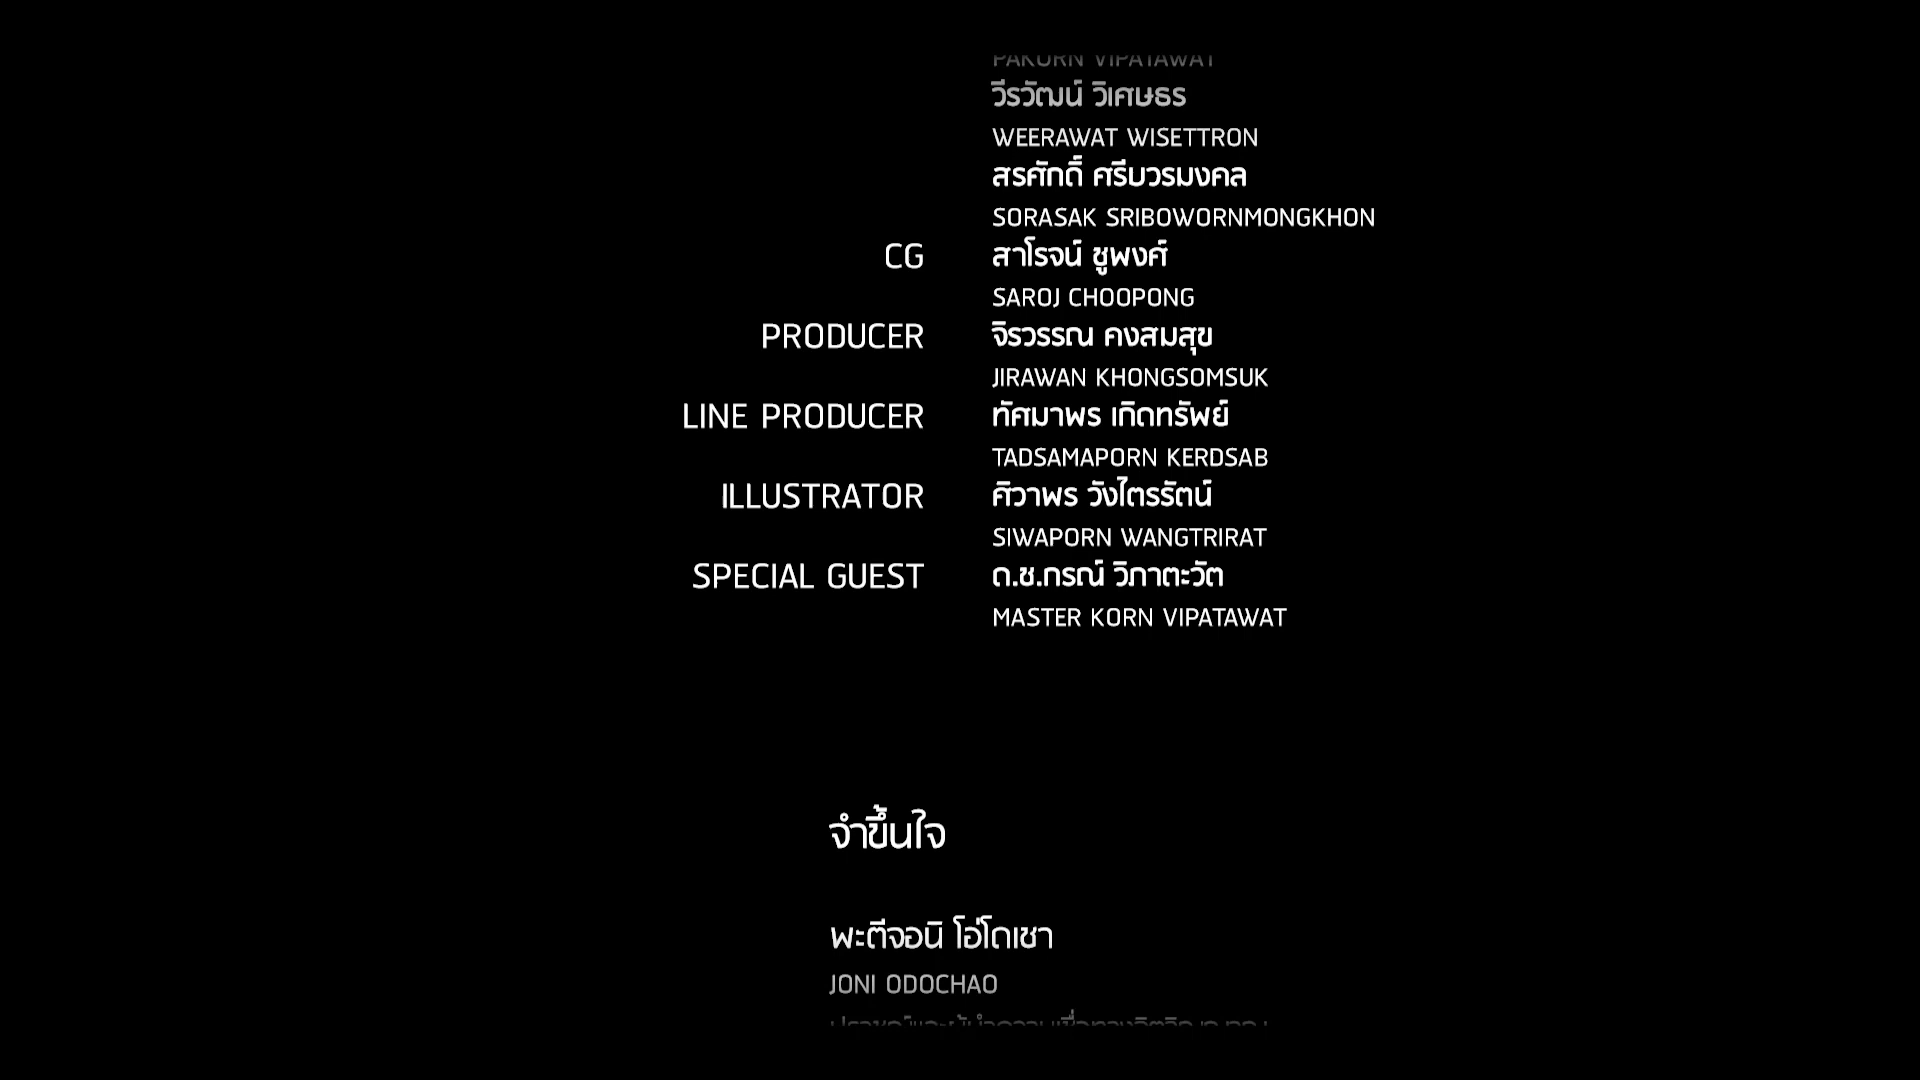 PAKORN VIPATAWAT
วีรวัฒน์ วิเศษธร
WEERAWAT WISETTRON
สรศักดิ์ ศรีบวรมงคล
SORASAK SRIBOWORNMONGKHON
CG สาโรจน์ ชูพงศ์
SAROJ CHOOPONG
PRODUCER จิรวรรณ คงสมสุข
JIRAWAN KHONGSOMSUK
LINE PRODUCER ทัศมาพร เกิดทรัพย์
TADSAMAPORN KERDSAB
ILLUSTRATOR ศิวาพร วังไตรรัตน์
SIWAPORN WANGTRIRAT
SPECIAL GUEST ด.ช.กรณ์ วิภาตะวัต
MASTER KORN VIPATAWAT
จำขึ้นใจ
พะตีจอนิ โอ่โดเชา
JONI ODOCHAO